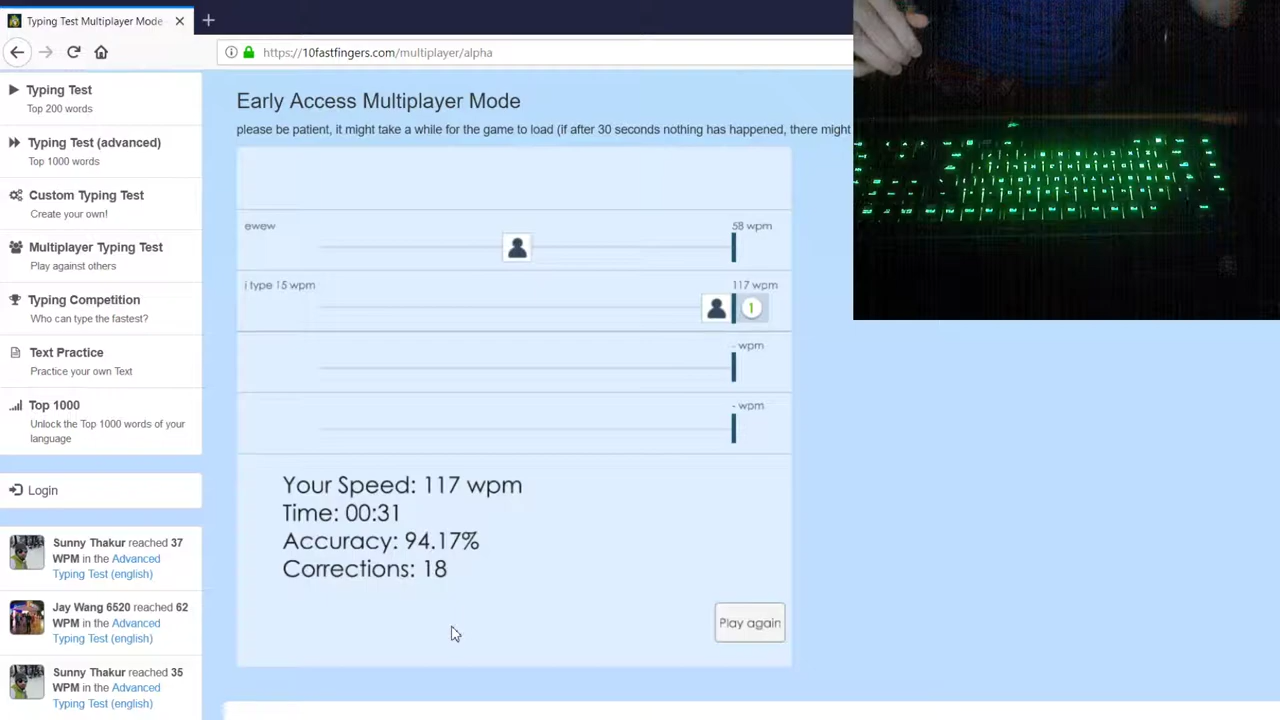 Typing Test Multiplayer Mode
https://10fastfingers.com/multiplayer/alpha
Typing Test
Top 200 words
Typing Test (advanced)
Top 1000 words
Custom Typing Test
Create your own!
Multiplayer Typing Test
Play against others
Typing Competition
Who can type the fastest?
Text Practice
Practice your own Text
Top 1000
Unlock the Top 1000 words of your
language
Login
Sunny Thakur reached 37
WPM in the Advanced
Typing Test (english)
Jay Wang 6520 reached 62
WPM in the Advanced
Typing Test (english)
Sunny Thakur reached 35
WPM in the Advanced
Typing Test (english)
Early Access Multiplayer Mode
please be patient, it might take a while for the game to load (if after 30 seconds nothing has happened, there might
ewew 58 wpm
i type 15 wpm 117 wpm
1
- wpm
- wpm
Your Speed: 117 wpm
Time: 00:31
Accuracy: 94.17%
Corrections: 18
Play again